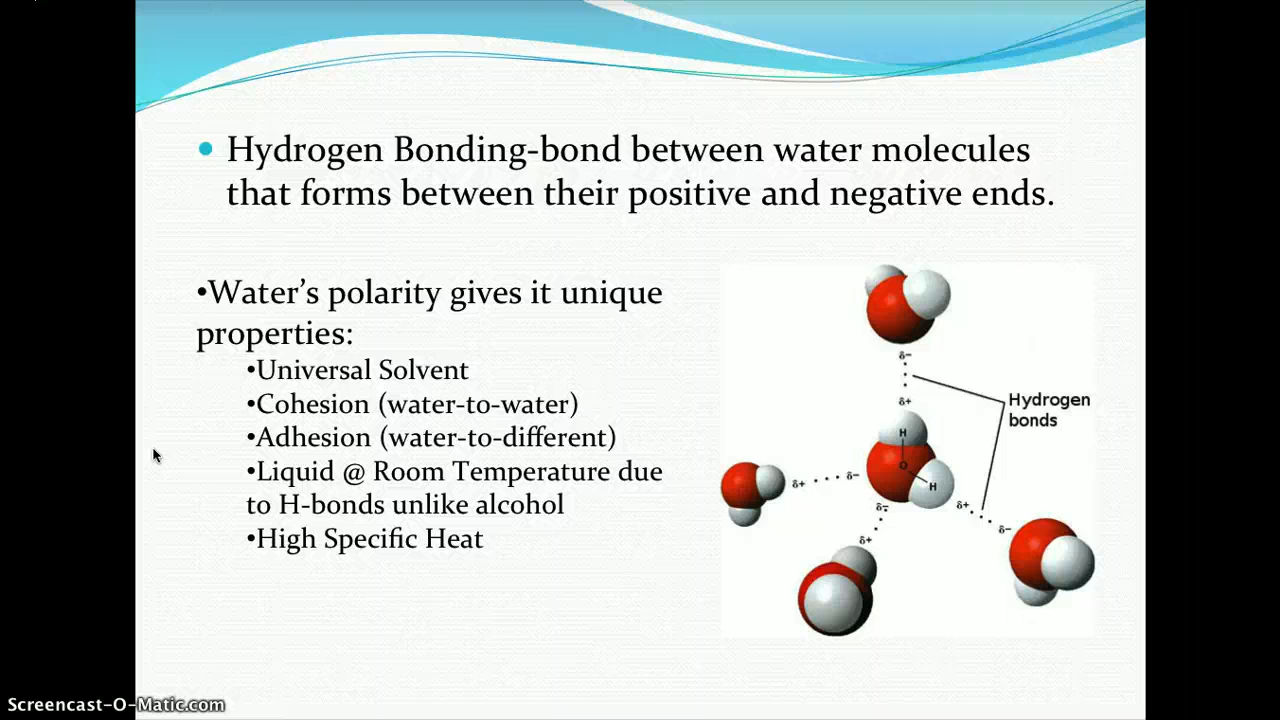 • Hydrogen Bonding-bond between water molecules
that forms between their positive and negative ends.
•Water’s polarity gives it unique
properties:
•Universal Solvent
•Cohesion (water-to-water)
•Adhesion (water-to-different)
•Liquid @ Room Temperature due
to H-bonds unlike alcohol
•High Specific Heat
δ−
δ+
Hydrogen
bonds
H
O
H
δ+
δ−
δ−
δ+
δ+
δ−
Screencast-O-Matic.com